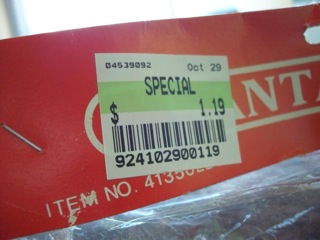 04539092 Oct 29
SPECIAL
$ 1.19
924102900119
ITEM NO.